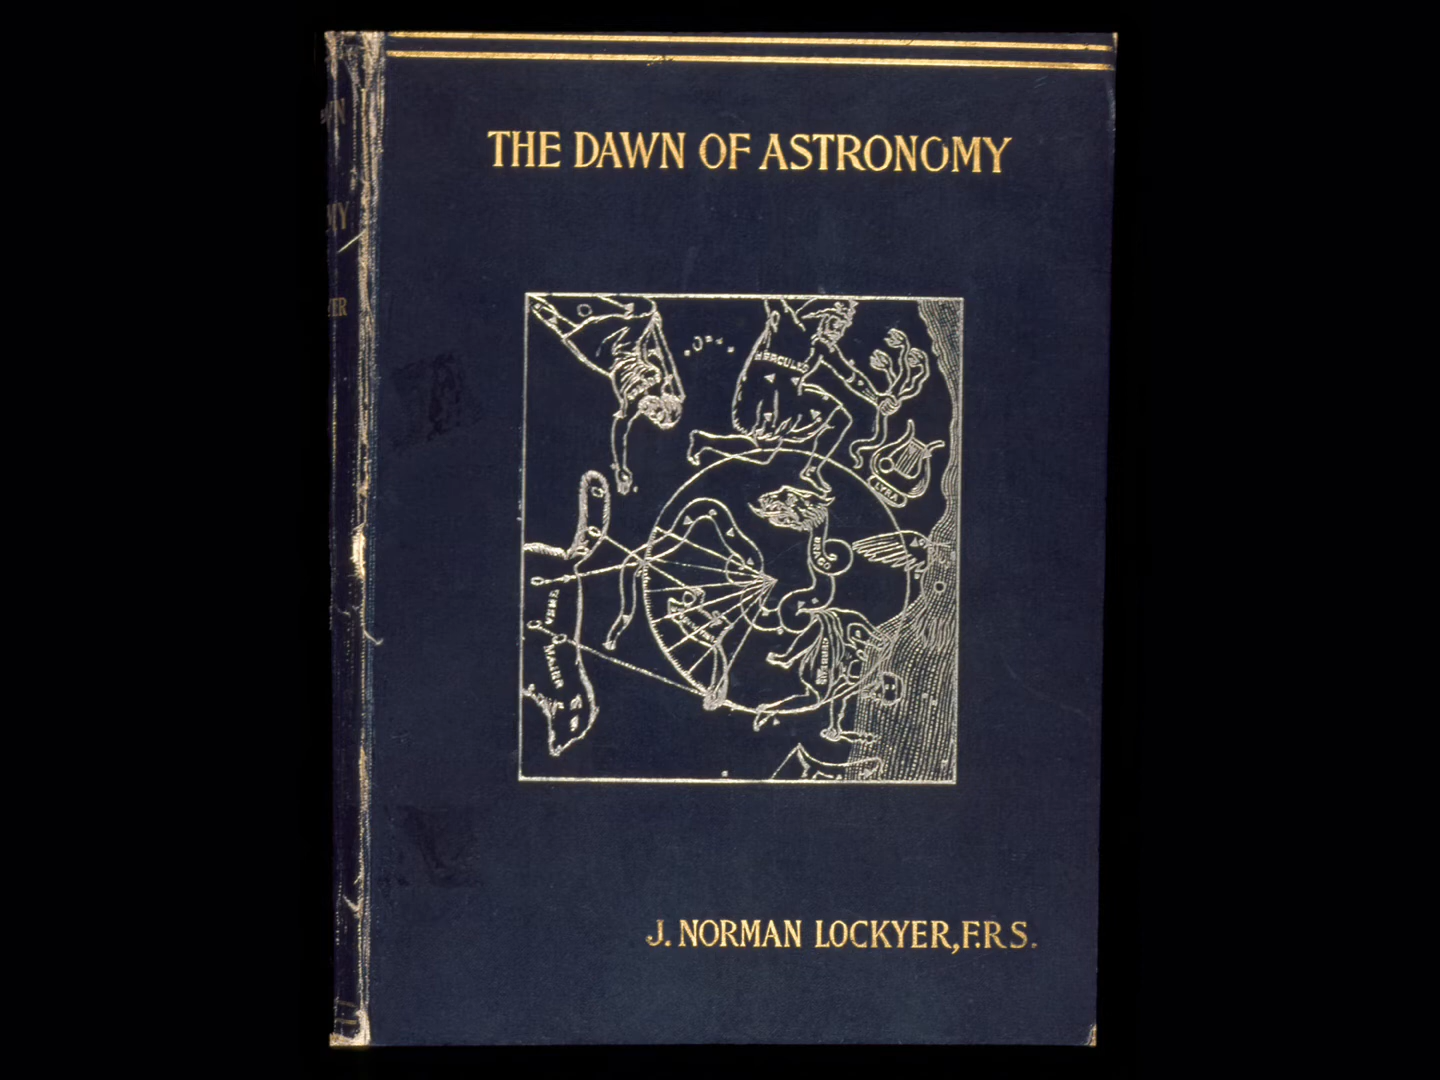 THE DAWN OF ASTRONOMY
HERCULES
LYRA
DRACO
URSA
MAJOR
J. NORMAN LOCKYER, F.R.S.